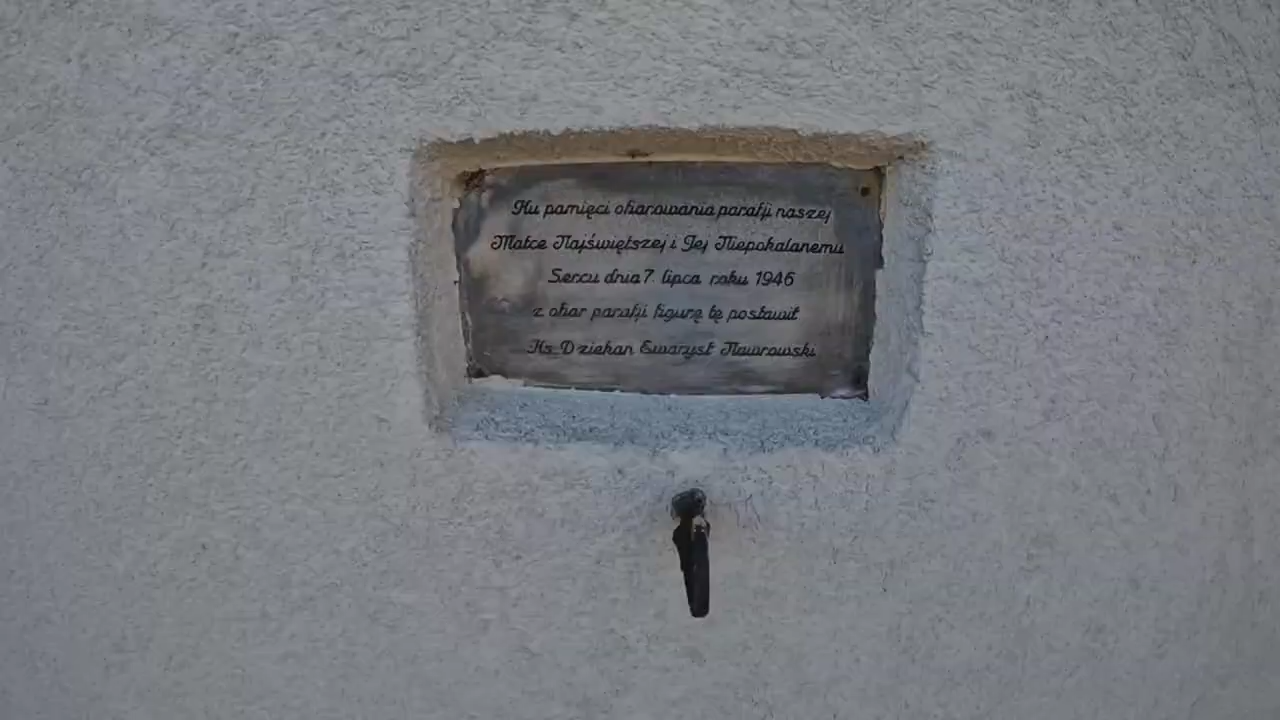 Ku pamięci ofiarowania parafji naszej
Matce Najświętszej i Jej Niepokalanemu
Sercu dnia 7. lipca roku 1946
z ofiar parafji figurę tę postawił
Ks. Dziekan Ewaryst Nawrowski